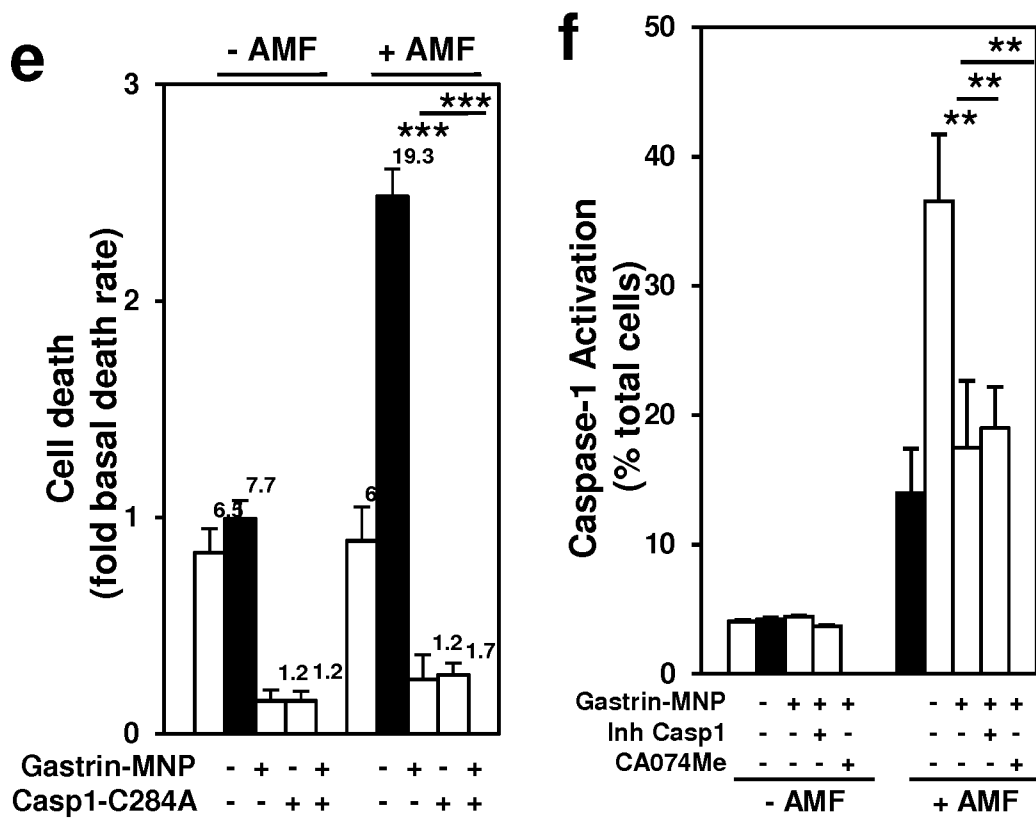 e
- AMF + AMF
Cell death
(fold basal death rate)
3
2
1
0
6.5 7.7 1.2 1.2
6 19.3 1.2 1.7
*** ***
Gastrin-MNP - + - + - + - +
Casp1-C284A - - + + - - + +
f
Caspase-1 Activation
(% total cells)
50
40
30
20
10
0
** ** **
Gastrin-MNP - + + + - + + +
Inh Casp1 - - + - - - + -
CA074Me - - - + - - - +
- AMF + AMF